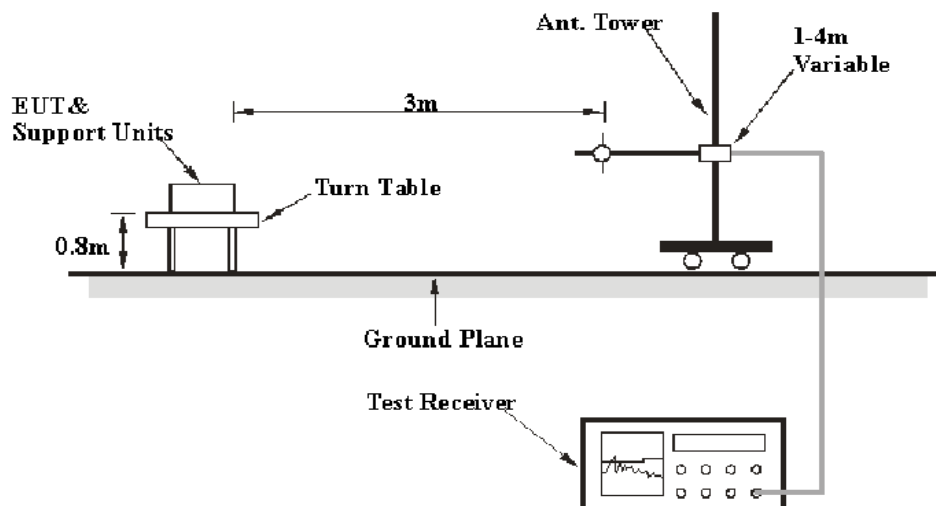 Ant. Tower
1-4m
Variable
EUT&
Support Units
3m
Turn Table
0.8m
Ground Plane
Test Receiver